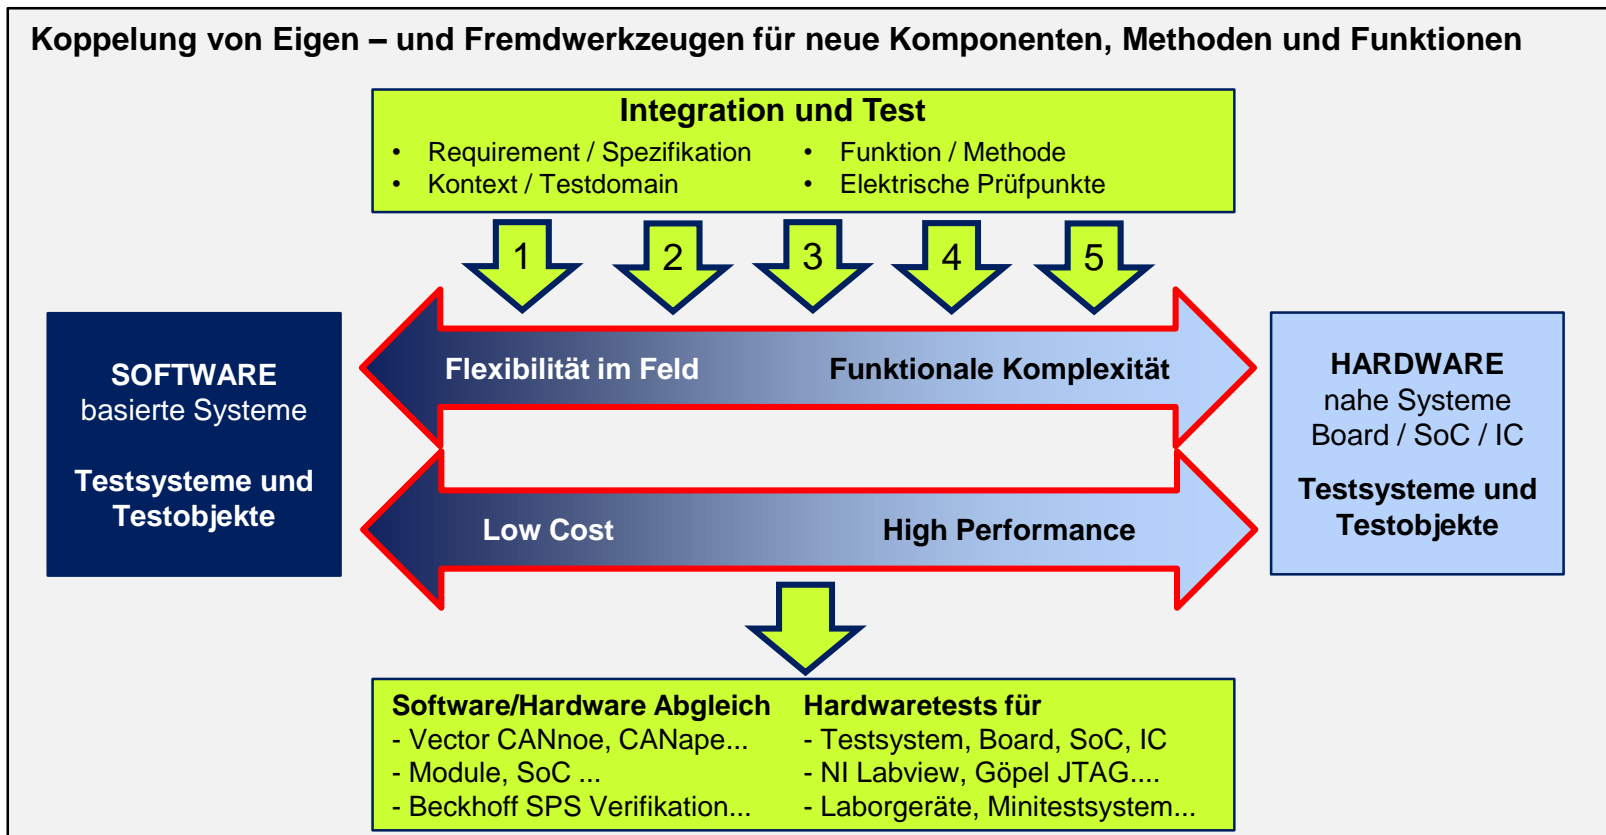 Koppelung von Eigen – und Fremdwerkzeugen für neue Komponenten, Methoden und Funktionen
Integration und Test
• Requirement / Spezifikation
• Kontext / Testdomain
• Funktion / Methode
• Elektrische Prüfpunkte
1
2
3
4
5
SOFTWARE
basierte Systeme
Testsysteme und
Testobjekte
Flexibilität im Feld
Funktionale Komplexität
Low Cost
High Performance
HARDWARE
nahe Systeme
Board / SoC / IC
Testsysteme und
Testobjekte
Software/Hardware Abgleich
- Vector CANnoe, CANape...
- Module, SoC ...
- Beckhoff SPS Verifikation...
Hardwaretests für
- Testsystem, Board, SoC, IC
- NI Labview, Göpel JTAG....
- Laborgeräte, Minitestsystem...